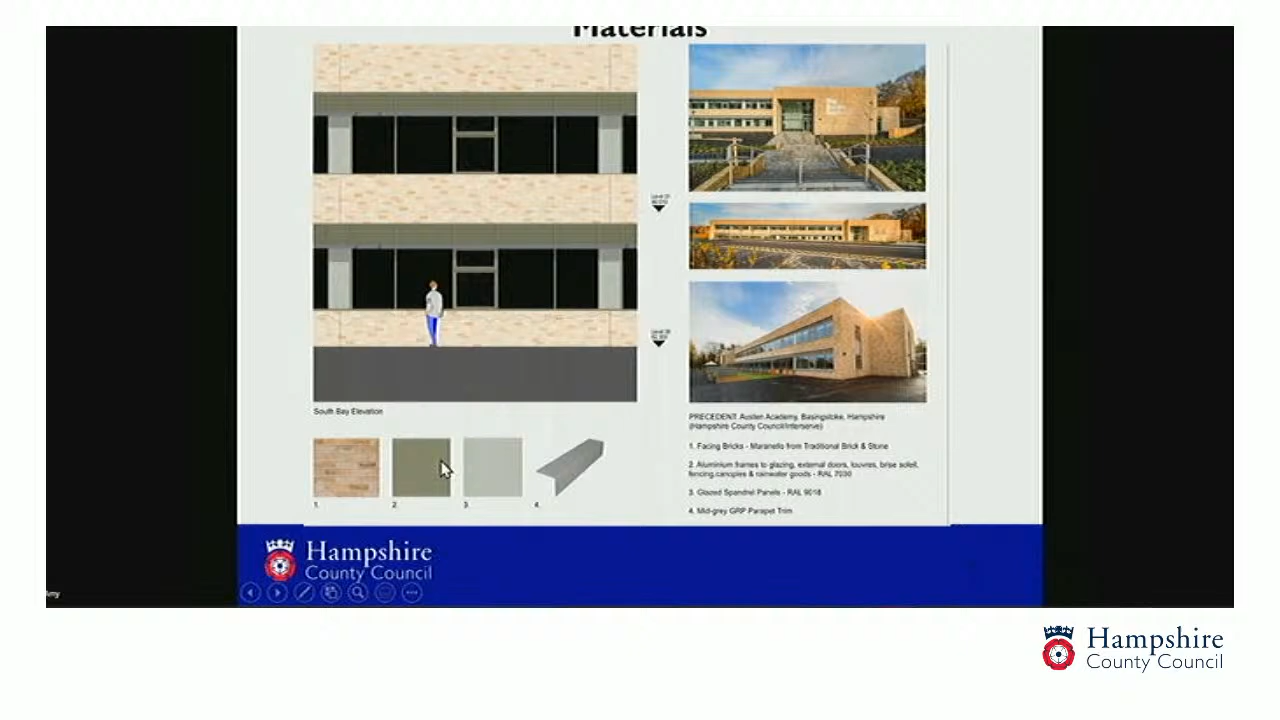 Materials
South Bay Elevation
1.
2.
3.
4.
PRECEDENT: Austen Academy, Basingstoke, Hampshire
(Hampshire County Council/Interserve)
1. Facing Bricks - Maranello from Traditional Brick & Stone
2. Aluminium frames to glazing, external doors, louvres, brise soleil,
fencing,canopies & rainwater goods - RAL 7030
3. Glazed Spandrel Panels - RAL 9018
4. Mid-grey GRP Parapet Trim
Hampshire
County Council
Amy
Hampshire
County Council